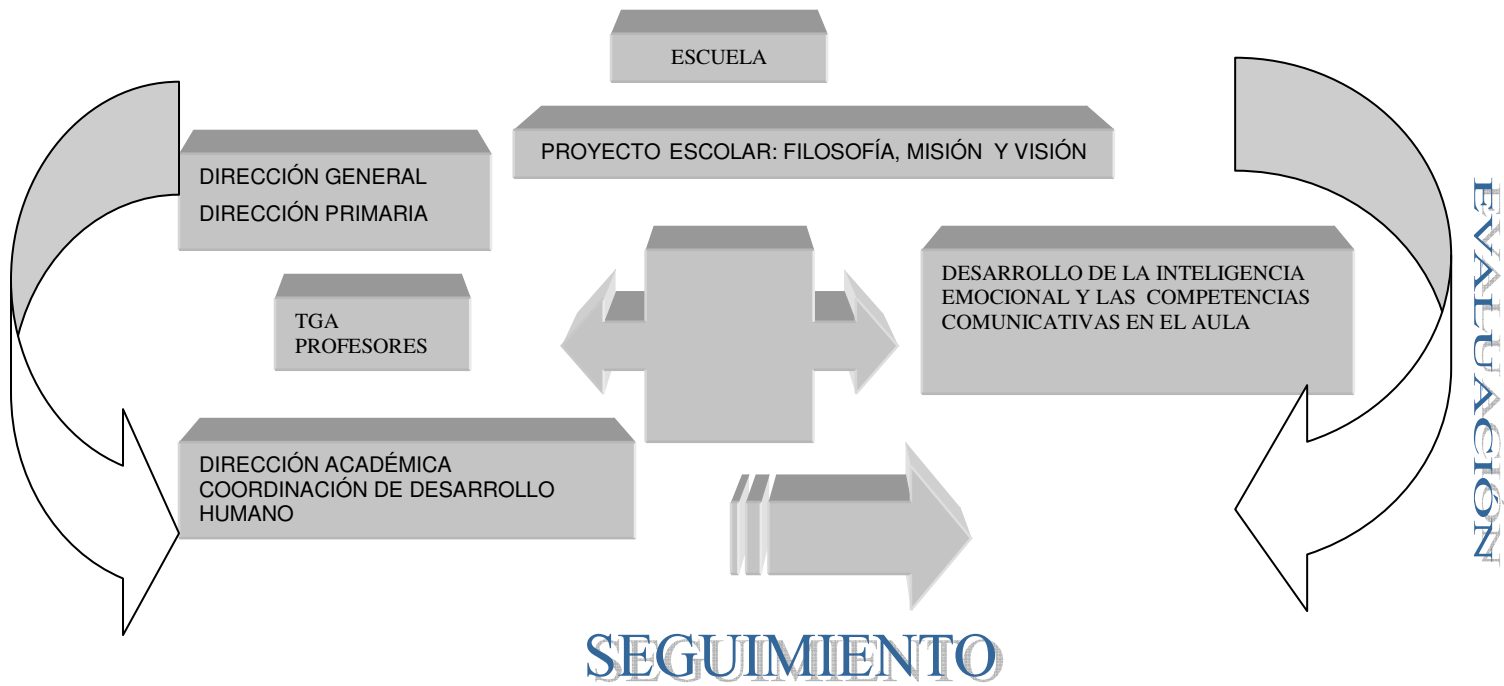 ESCUELA
PROYECTO ESCOLAR: FILOSOFÍA, MISIÓN Y VISIÓN
DIRECCIÓN GENERAL
DIRECCIÓN PRIMARIA
DESARROLLO DE LA INTELIGENCIA
EMOCIONAL Y LAS COMPETENCIAS
COMUNICATIVAS EN EL AULA
TGA
PROFESORES
DIRECCIÓN ACADÉMICA
COORDINACIÓN DE DESARROLLO
HUMANO
EVALUACIÓN
SEGUIMIENTO